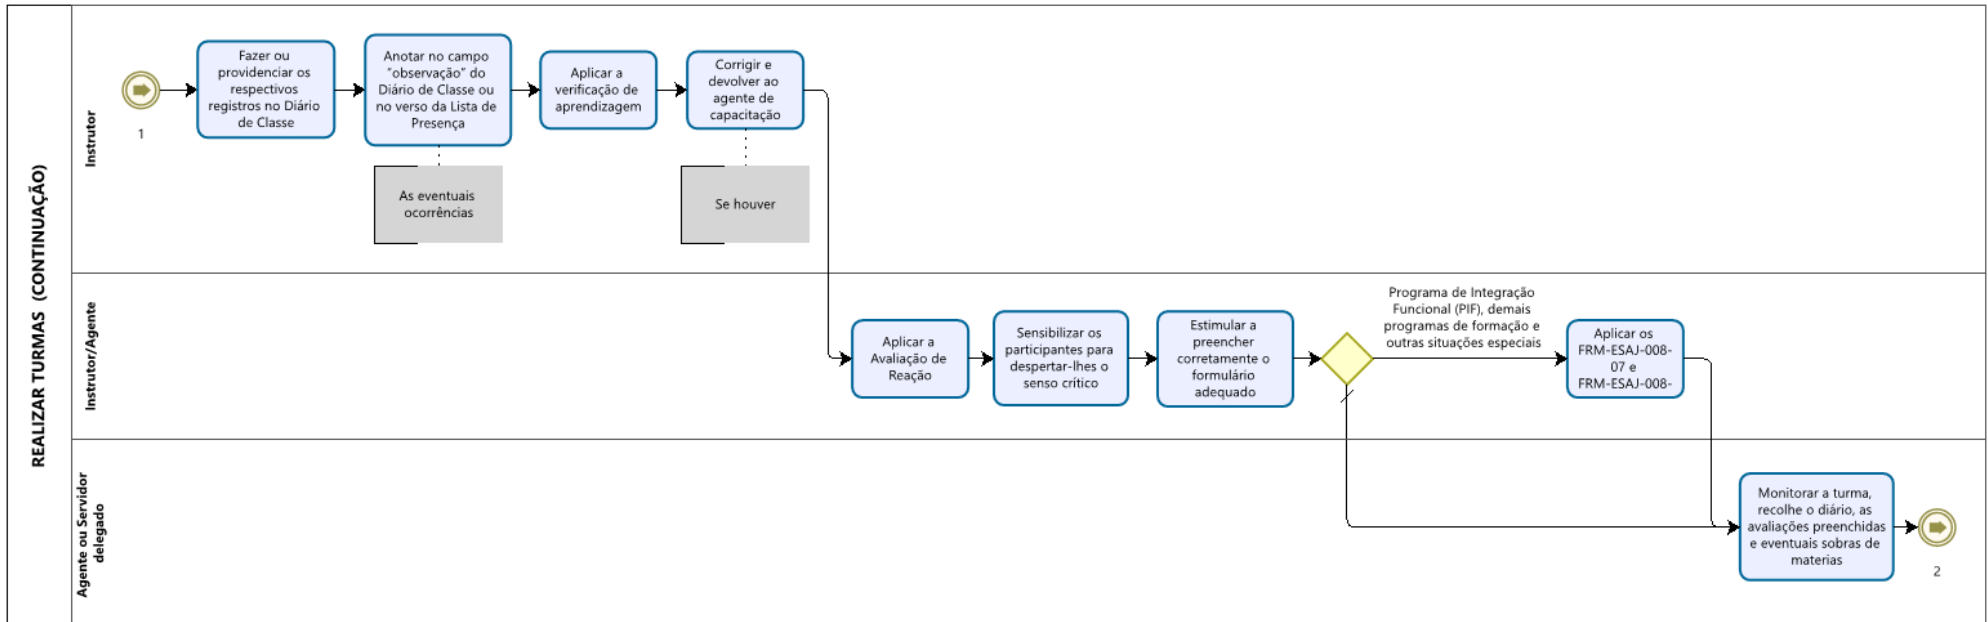 REALIZAR TURMAS (CONTINUAÇÃO)
Instrutor
1
Fazer ou
providenciar os
respectivos
registros no Diário
de Classe
Anotar no campo
"observação" do
Diário de Classe ou
no verso da Lista de
Presença
Aplicar a
verificação de
aprendizagem
Corrigir e
devolver ao
agente de
capacitação
As eventuais
ocorrências
Se houver
Instrutor/Agente
Aplicar a
Avaliação de
Reação
Sensibilizar os
participantes para
despertar-lhes o
senso crítico
Estimular a
preencher
corretamente o
formulário
adequado
Programa de Integração
Funcional (PIF), demais
programas de formação e
outras situações especiais
Aplicar os
FRM-ESAJ-008-
07 e
FRM-ESAJ-008-
Agente ou Servidor
delegado
Monitorar a turma,
recolhe o diário, as
avaliações preenchidas
e eventuais sobras de
materias
2